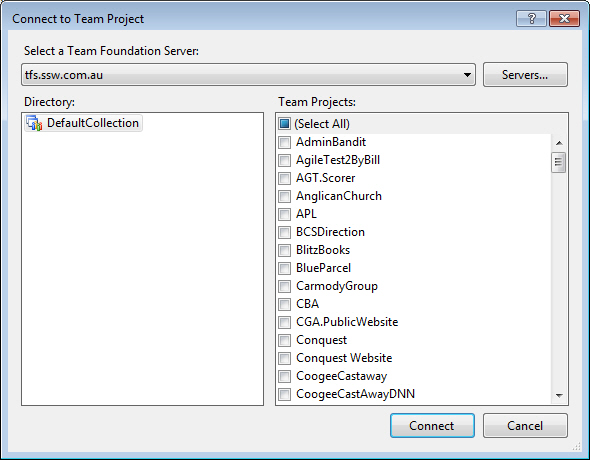 Connect to Team Project
Select a Team Foundation Server:
tfs.ssw.com.au
Servers...
Directory:
DefaultCollection
Team Projects:
(Select All)
AdminBandit
AgileTest2ByBill
AGT.Scorer
AnglicanChurch
APL
BCSDirection
BlitzBooks
BlueParcel
CarmodyGroup
CBA
CGA.PublicWebsite
Conquest
Conquest Website
CoogeeCastaway
CoogeeCastAwayDNN
Connect
Cancel